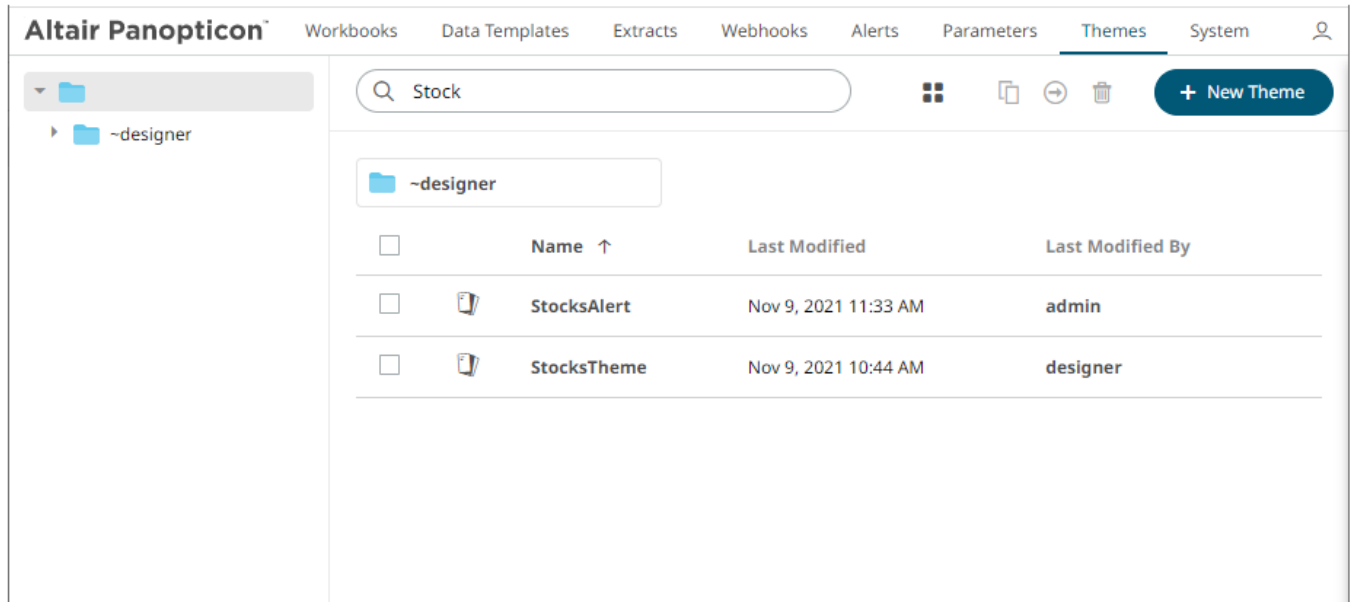 Altair Panopticon™ Workbooks Data Templates Extracts Webhooks Alerts Parameters Themes System
Stock
+ New Theme
~designer
~designer
Name ↑ Last Modified Last Modified By
StocksAlert Nov 9, 2021 11:33 AM admin
StocksTheme Nov 9, 2021 10:44 AM designer